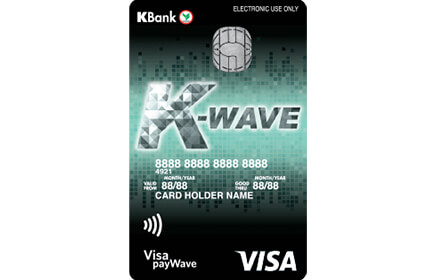 KBank
ELECTRONIC USE ONLY
K-WAVE
8888 8888 8888 8888
4921
MONTH/YEAR MONTH/YEAR
VALID FROM 88/88 GOOD THRU 88/88
CARD HOLDER NAME
Visa
payWave
VISA